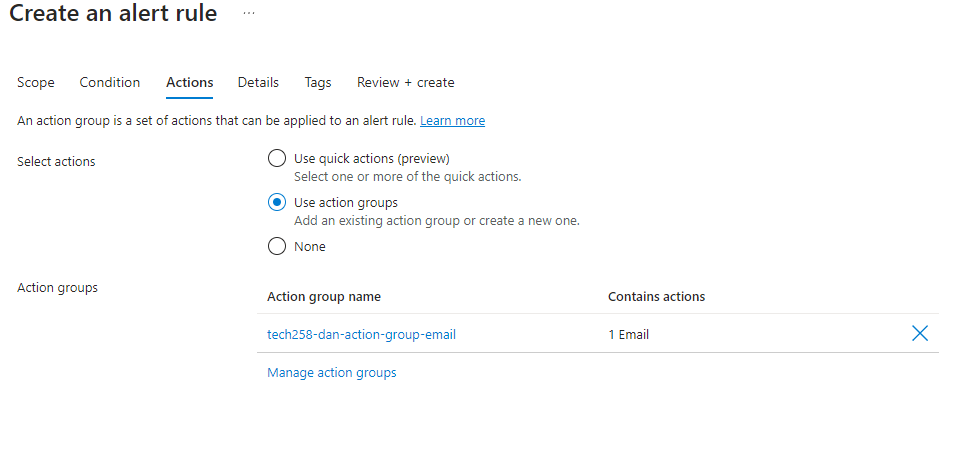 Create an alert rule ...
Scope Condition Actions Details Tags Review + create
An action group is a set of actions that can be applied to an alert rule. Learn more
Select actions
Use quick actions (preview)
Select one or more of the quick actions.
Use action groups
Add an existing action group or create a new one.
None
Action groups
Action group name Contains actions
tech258-dan-action-group-email 1 Email
Manage action groups